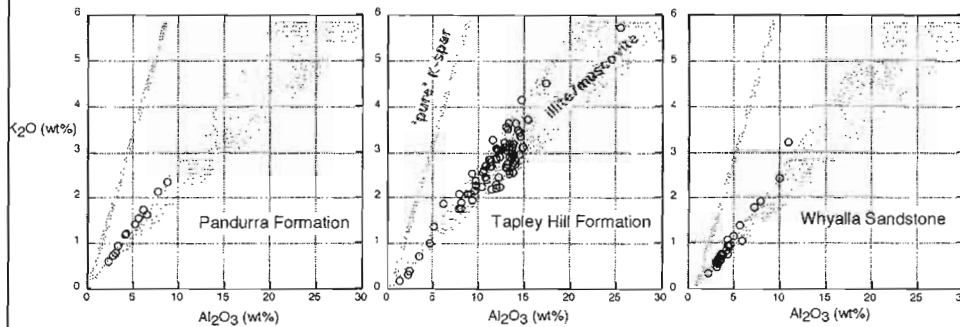 6
5
4
3
2
1
0
K₂O (wt%)
0 5 10 15 20 25 30
Al₂O₃ (wt%)
Pandurra Formation
6
5
4
3
2
1
0
0 5 10 15 20 25 30
Al₂O₃ (wt%)
'pure' K-spar
illite/muscovite
Tapley Hill Formation
6
5
4
3
2
1
0
0 5 10 15 20 25 30
Al₂O₃ (wt%)
Whyalla Sandstone